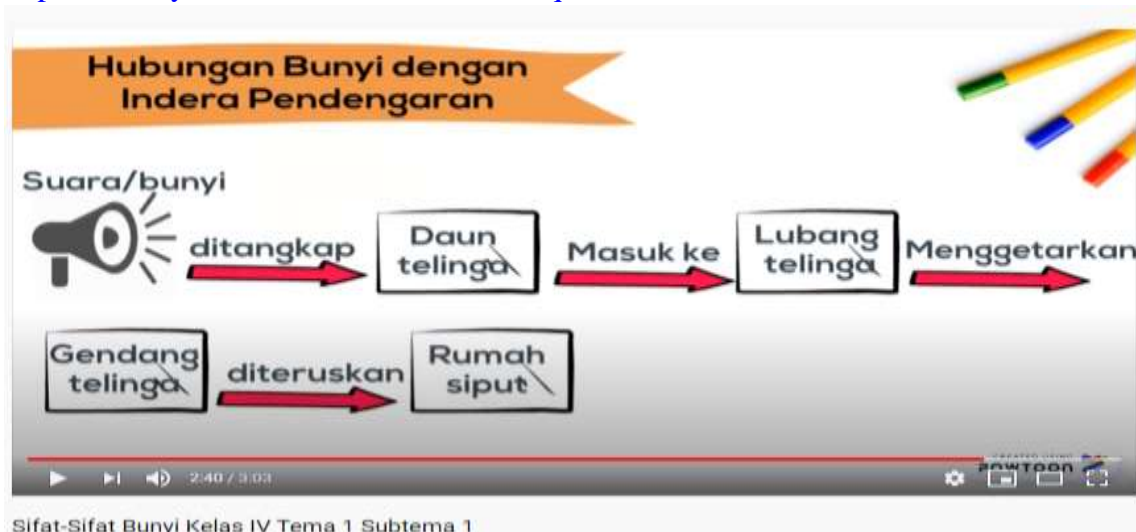 Hubungan Bunyi dengan
Indera Pendengaran
Suara/bunyi
ditangkap
Daun
telinga
Masuk ke
Lubang
telinga
Menggetarkan
Gendang
telinga
diteruskan
Rumah
siput
2:40 / 3:03
POWTOON
Sifat-Sifat Bunyi Kelas IV Tema 1 Subtema 1